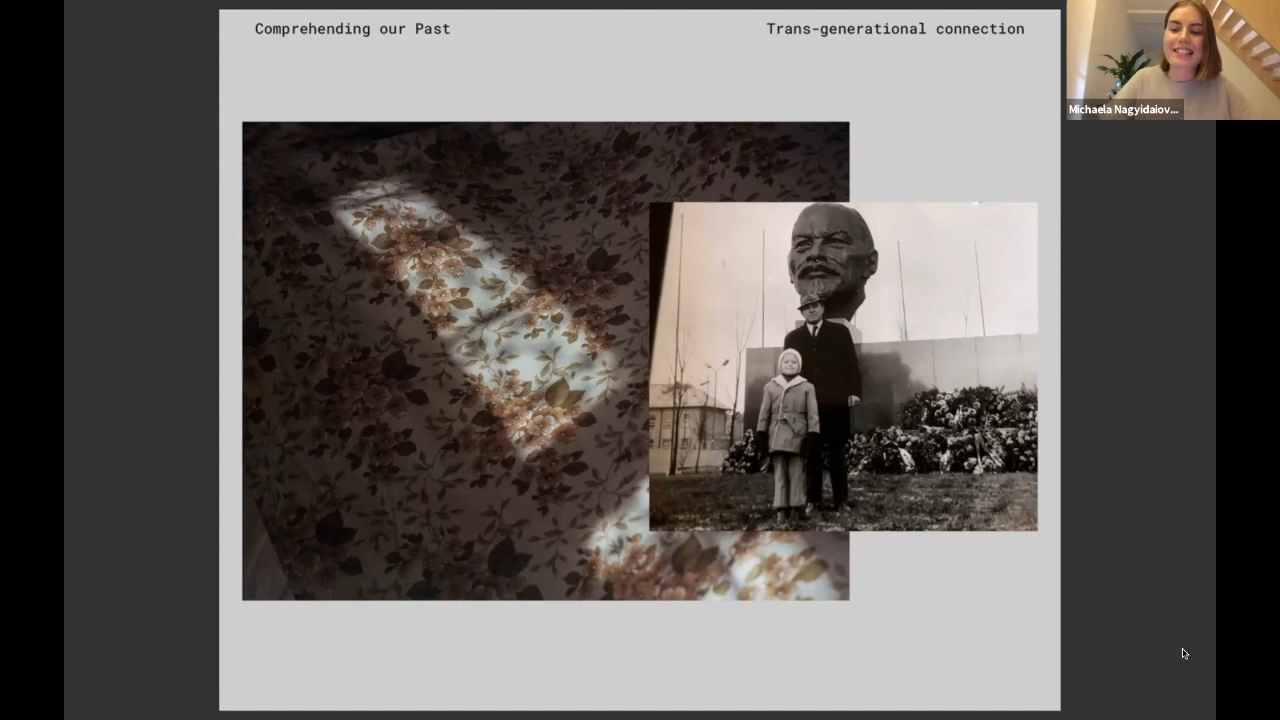 Comprehending our Past
Trans-generational connection
Michaela Nagyidaiov...